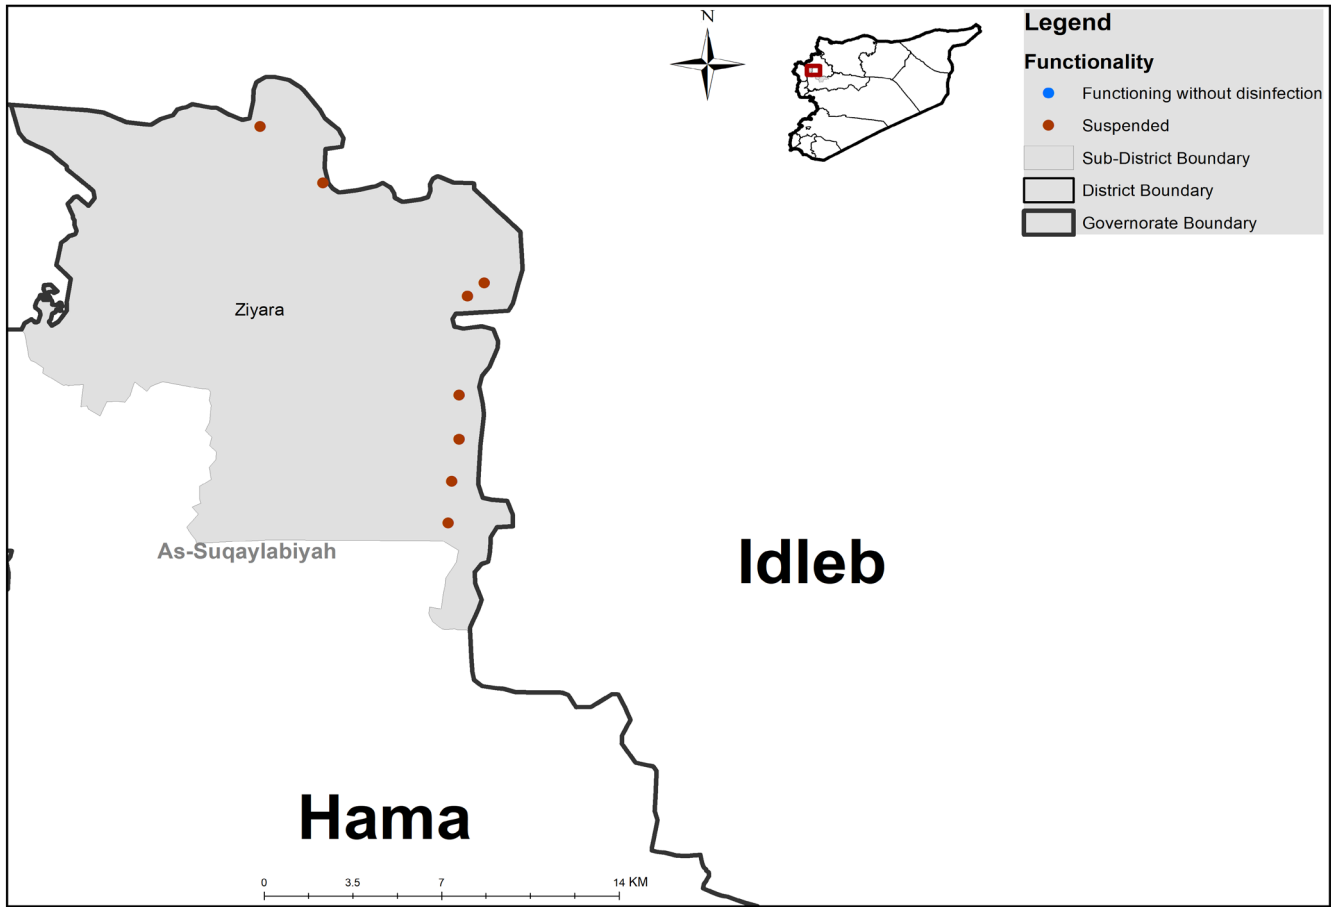 N
Legend
Functionality
Functioning without disinfection
Suspended
Sub-District Boundary
District Boundary
Governorate Boundary
Ziyara
As-Suqaylabiyah
Idleb
Hama
0 3.5 7 14 KM